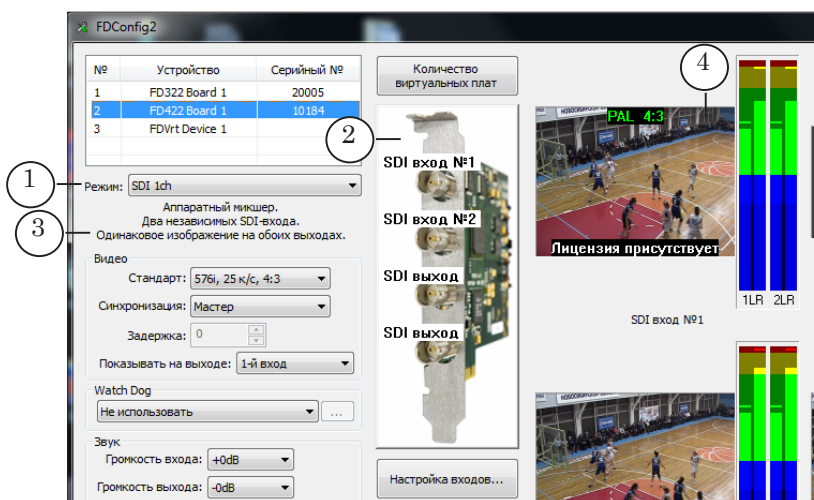 FDConfig2
№ Устройство Серийный №
1 FD322 Board 1 20005
2 FD422 Board 1 10184
3 FDVrt Device 1
1
Режим: SDI 1ch
Аппаратный микшер.
Два независимых SDI-входа.
3
Одинаковое изображение на обоих выходах.
Видео
Стандарт: 576i, 25 к/с, 4:3
Синхронизация: Мастер
Задержка: 0
Показывать на выходе: 1-й вход
Watch Dog
Не использовать ...
Звук
Громкость входа: +0dB
Громкость выхода: -0dB
Количество
виртуальных плат
2
SDI вход №1
SDI вход №2
SDI выход
SDI выход
Настройка входов...
4
PAL 4:3
Лицензия присутствует
1LR 2LR
SDI вход №1